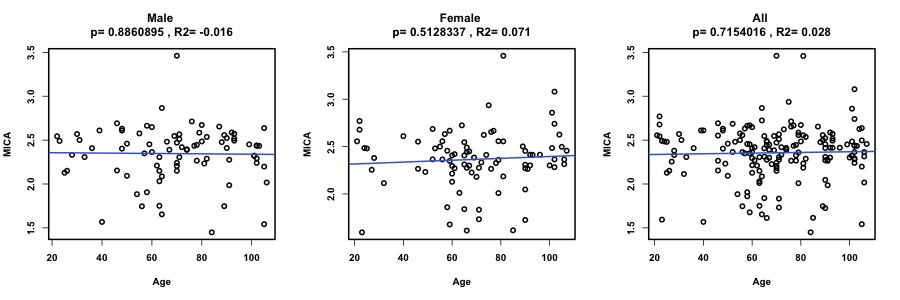 Male
p= 0.8860895 , R2= -0.016
MICA
3.5
3.0
2.5
2.0
1.5
20 40 60 80 100
Age
Female
p= 0.5128337 , R2= 0.071
MICA
3.5
3.0
2.5
2.0
20 40 60 80 100
Age
All
p= 0.7154016 , R2= 0.028
MICA
3.5
3.0
2.5
2.0
1.5
20 40 60 80 100
Age